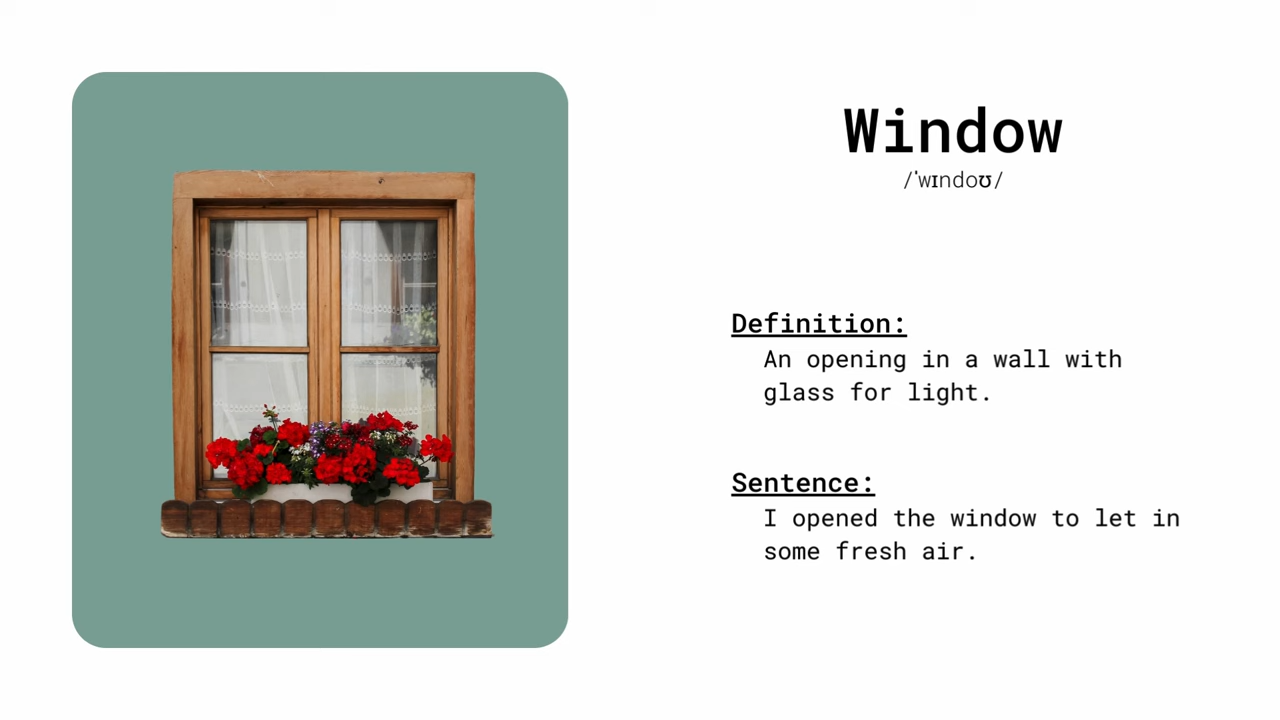 Window
/ˈwɪndoʊ/
Definition:
An opening in a wall with
glass for light.
Sentence:
I opened the window to let in
some fresh air.